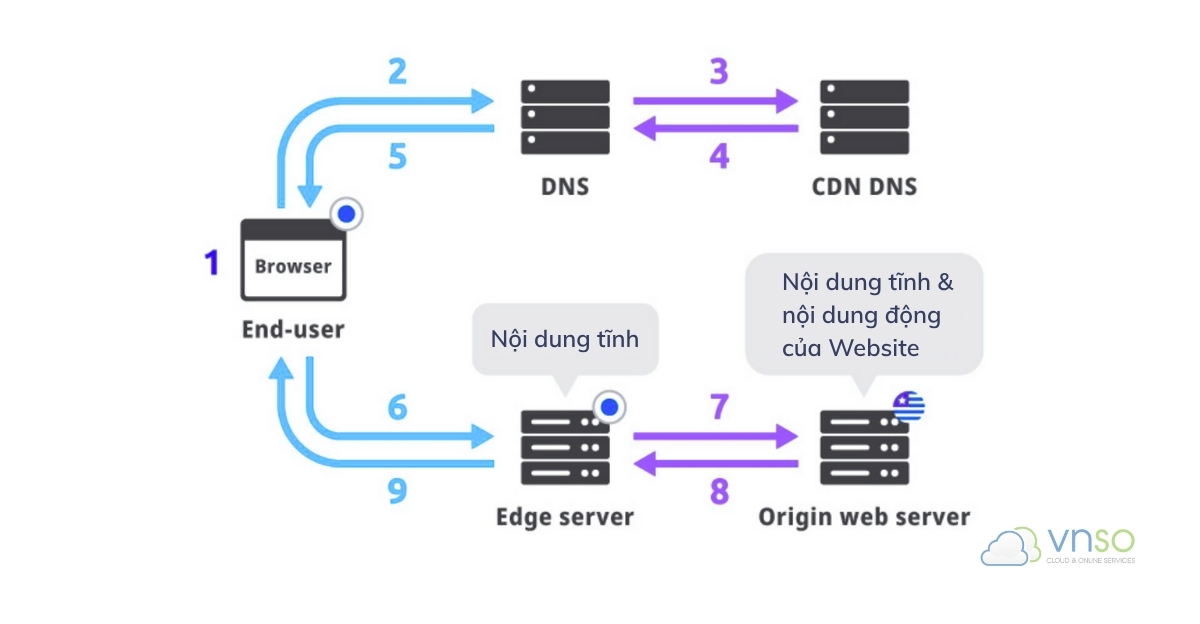 2
3
5
4
DNS
CDN DNS
1
Browser
End-user
Nội dung tĩnh
Nội dung tĩnh &
nội dung động
của Website
6
7
9
8
Edge server
Origin web server
vnso
CLOUD & ONLINE SERVICES